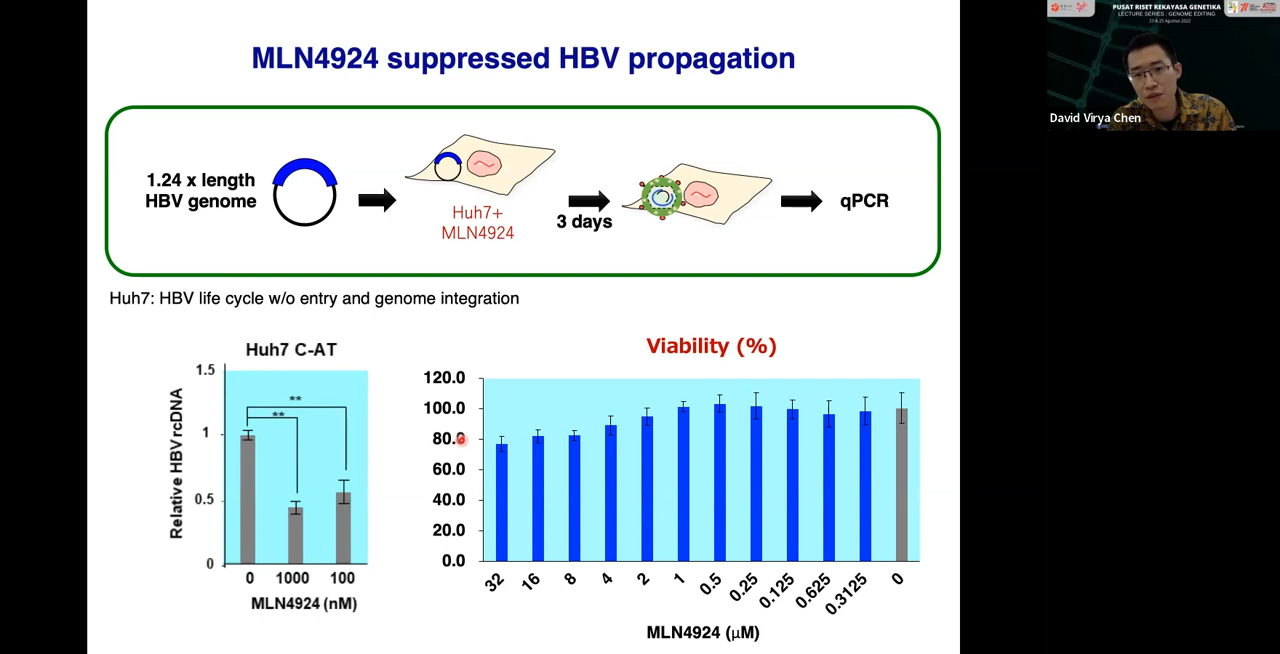 MLN4924 suppressed HBV propagation
1.24 x length
HBV genome
Huh7+
MLN4924
3 days
qPCR
Huh7: HBV life cycle w/o entry and genome integration
Huh7 C-AT
Relative HBV rcDNA
1.5
1
0.5
0
**
**
0 1000 100
MLN4924 (nM)
Viability (%)
120.0
100.0
80.0
60.0
40.0
20.0
0.0
32 16 8 4 2 1 0.5 0.25 0.125 0.625 0.3125 0
MLN4924 (μM)
PUSAT RISET REKAYASA GENETIKA
LECTURE SERIES : GENOME EDITING
23 & 25 Agustus 2022
David Virya Chen